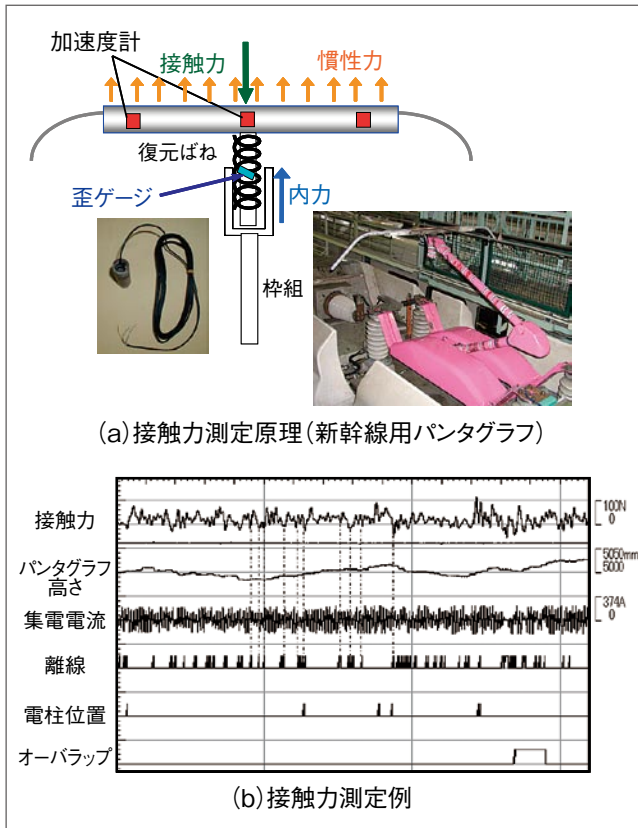 加速度計
接触力
慣性力
復元ばね
歪ゲージ
内力
枠組
(a)接触力測定原理(新幹線用パンタグラフ)
接触力
100N
0
パンタグラフ
高さ
5050mm
5000
集電電流
374A
0
離線
電柱位置
オーバラップ
(b)接触力測定例